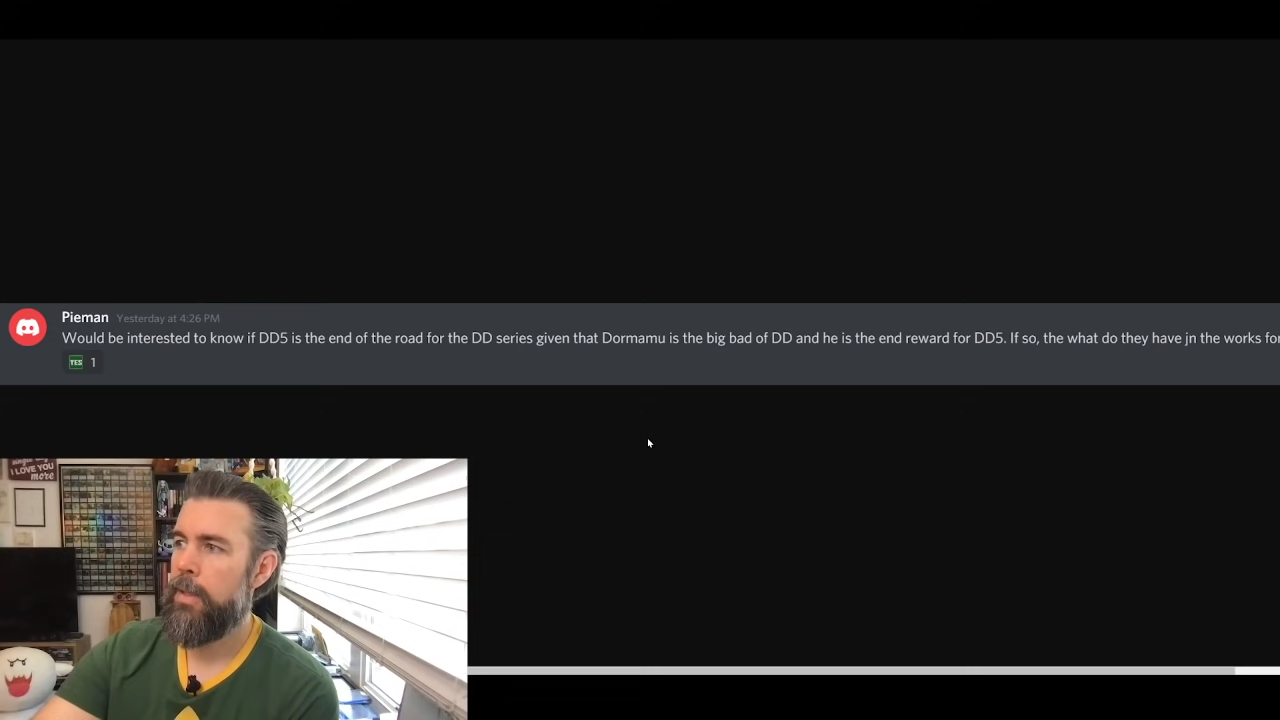 Pieman Yesterday at 4:26 PM
Would be interested to know if DD5 is the end of the road for the DD series given that Dormamu is the big bad of DD and he is the end reward for DD5. If so, the what do they have jn the works for
YES 1
I LOVE YOU
more